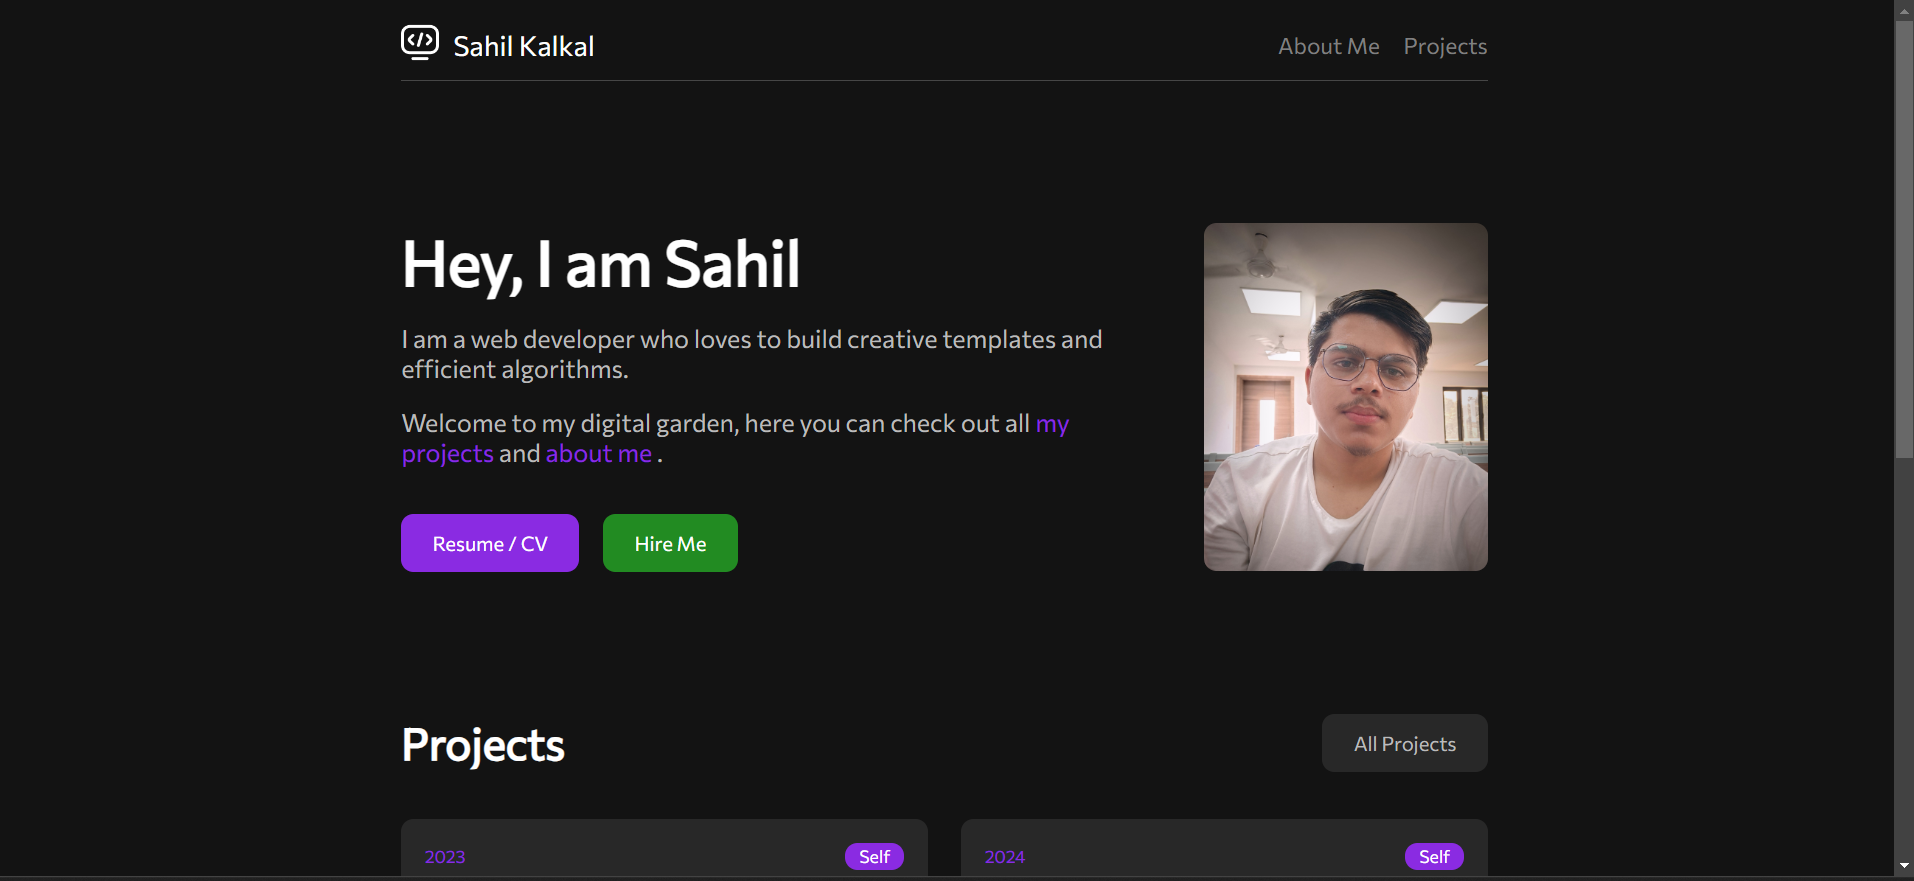 Sahil Kalkal
About Me
Projects
Hey, I am Sahil
I am a web developer who loves to build creative templates and
efficient algorithms.
Welcome to my digital garden, here you can check out all my
projects and about me .
Resume / CV
Hire Me
Projects
All Projects
2023
Self
2024
Self